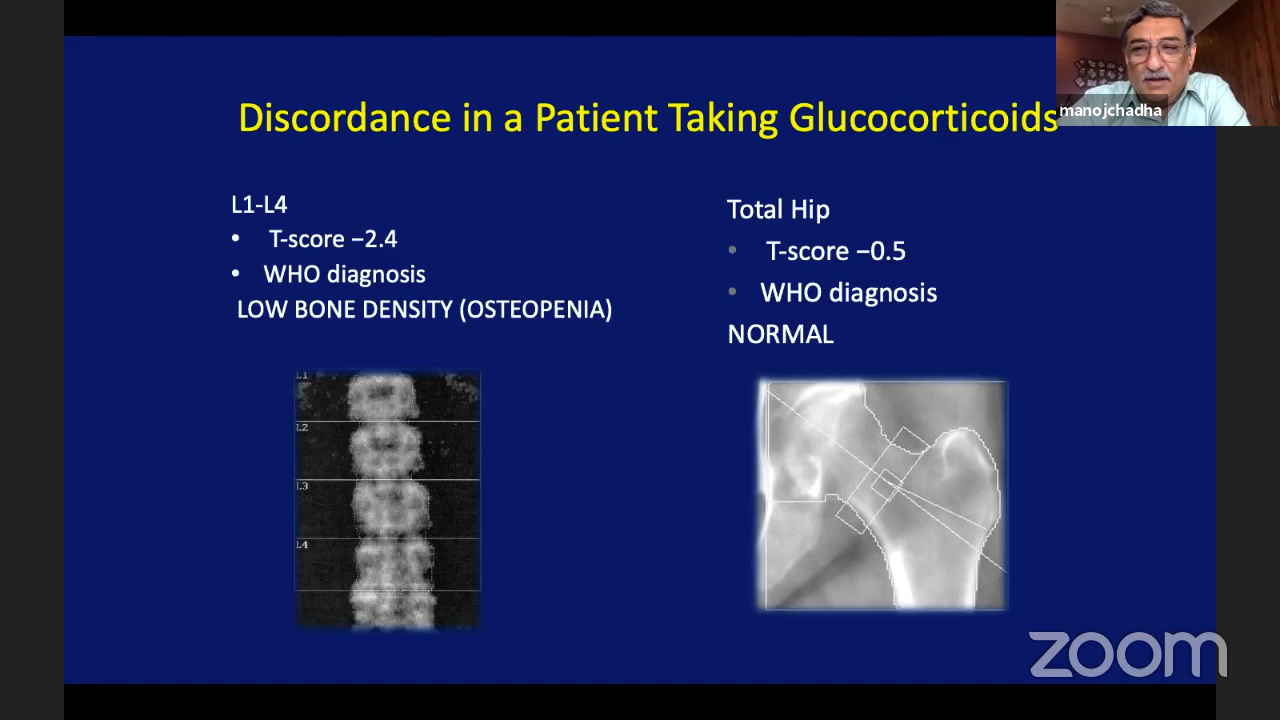 Discordance in a Patient Taking Glucocorticoids
manojchadha
L1-L4
• T-score −2.4
• WHO diagnosis
LOW BONE DENSITY (OSTEOPENIA)
Total Hip
• T-score −0.5
• WHO diagnosis
NORMAL
L1
L2
L3
L4
zoom